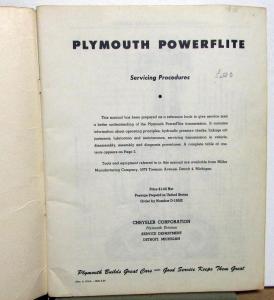 PLYMOUTH POWERFLITE
Servicing Procedures
This manual has been prepared as a reference book to give service men
a better understanding of the Plymouth PowerFlite transmission. It contains
information about operating principles, hydraulic pressure checks, linkage ad-
justments, lubrication and maintenance, servicing transmission in vehicle,
disassembly, assembly and diagnosis procedures. A complete table of con-
tents appears on Page 2.
Tools and equipment referred to in this manual are available from Miller
Manufacturing Company, Avenue, Detroit 4, Michigan.
Price $1.00 Net
Postage Prepaid in United States
Order by Number
CHRYSLER CORPORATION
Plymouth Division
SERVICE DEPARTMENT
DETROIT, MICHIGAN
Plymouth Builds Great Cars — Good Service Keeps Them Great